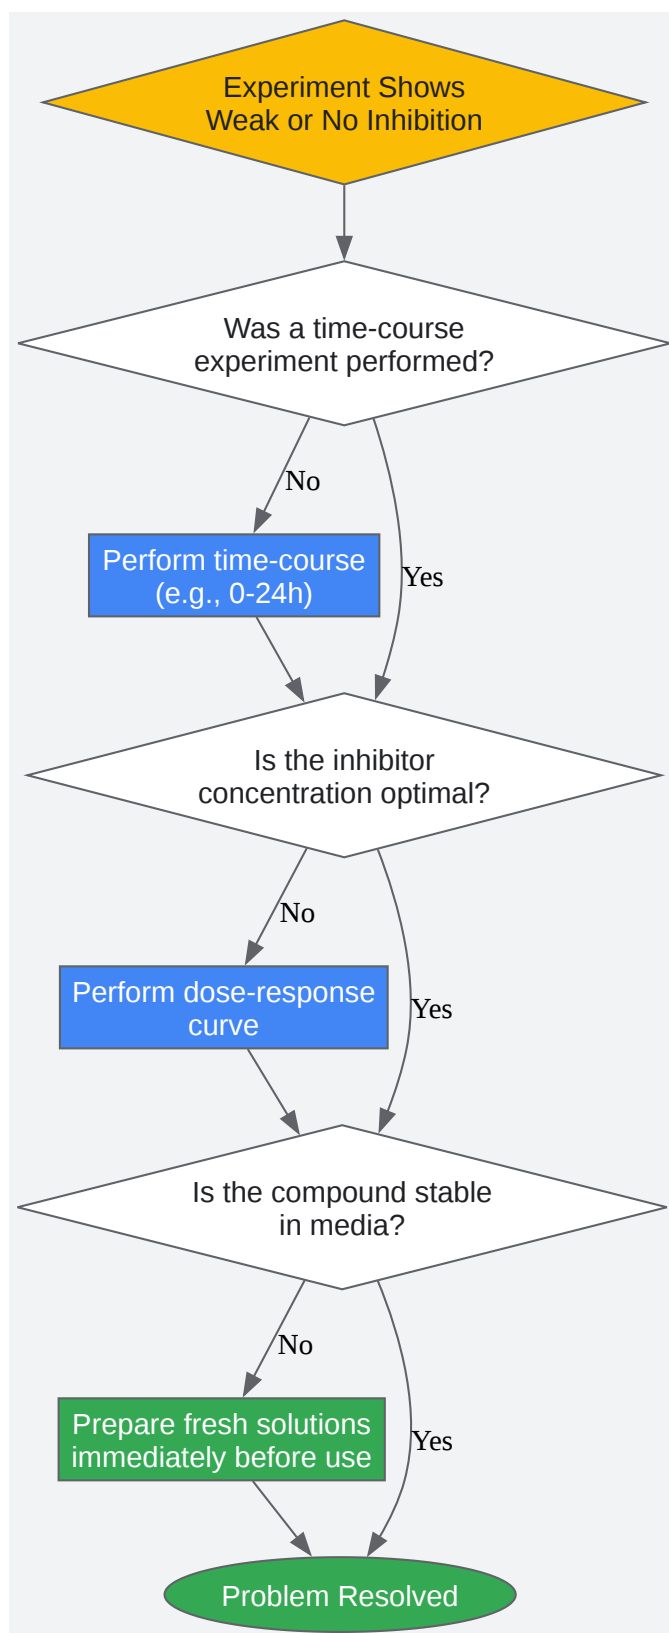 Experiment Shows
Weak or No Inhibition
Was a time-course
experiment performed?
No
Perform time-course
(e.g., 0-24h)
Yes
Is the inhibitor
concentration optimal?
No
Perform dose-response
curve
Yes
Is the compound stable
in media?
No
Prepare fresh solutions
immediately before use
Yes
Problem Resolved